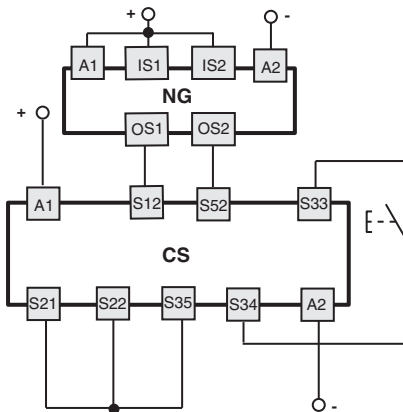 + -
A1 IS1 IS2 A2
NG
OS1 OS2
+
A1 S12 S52 S33
CS
S21 S22 S35 S34 A2
-